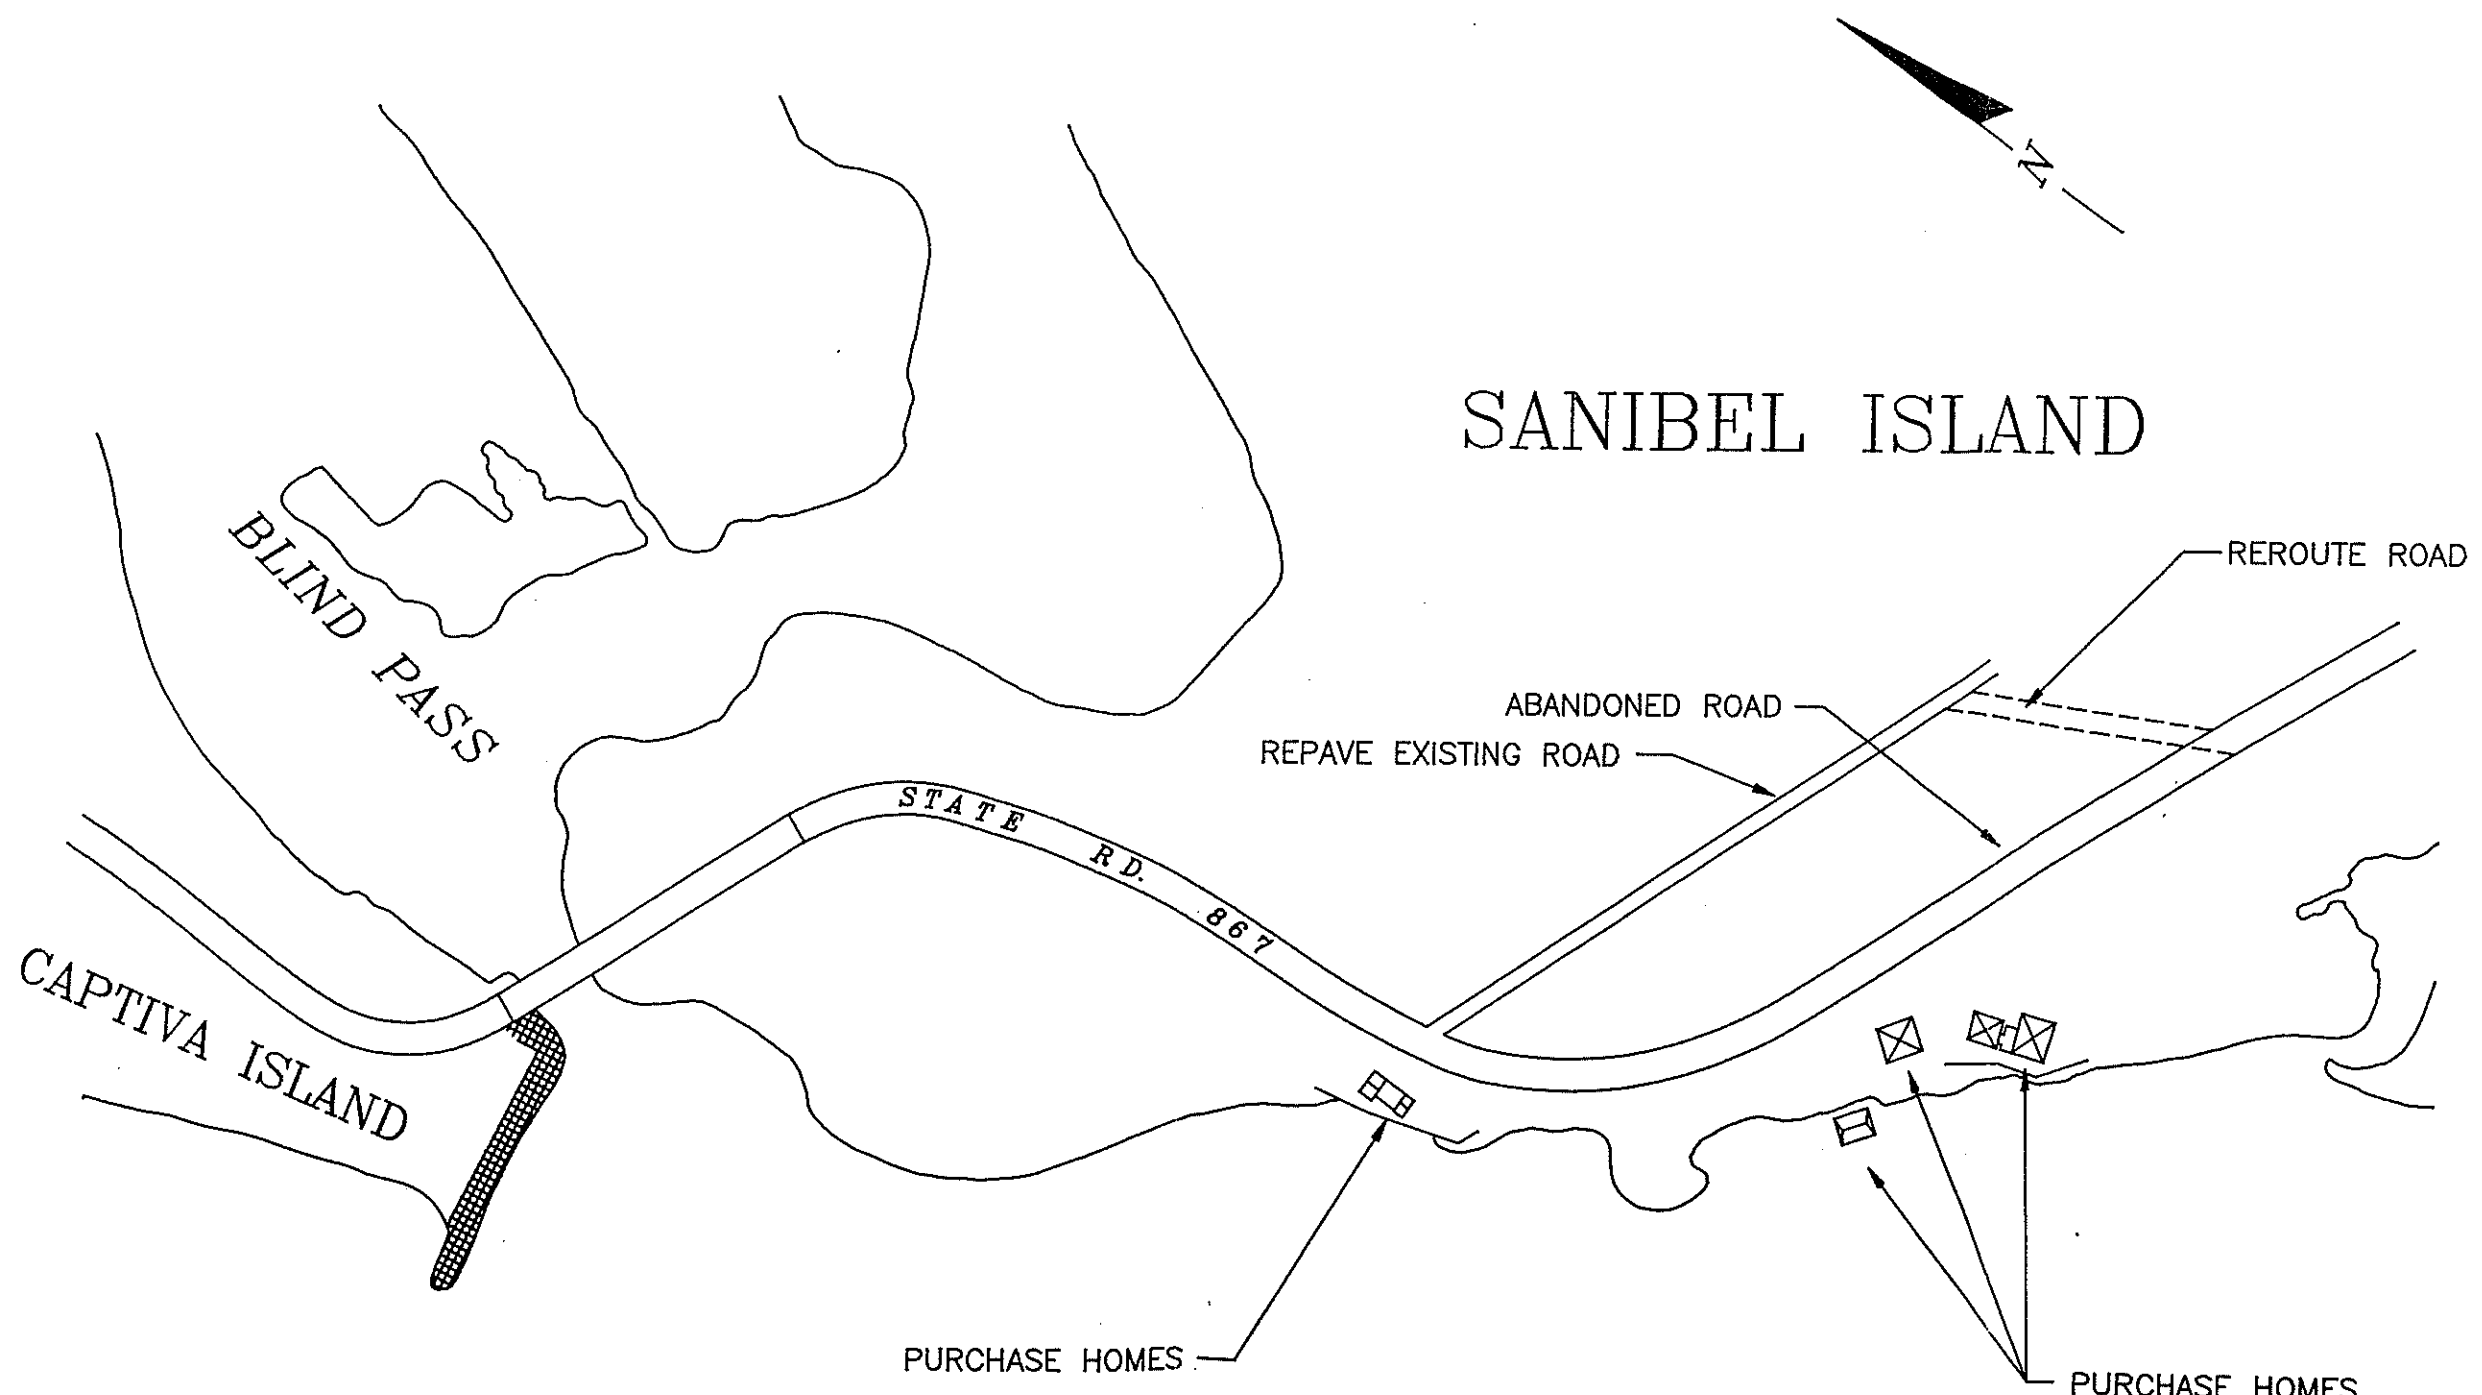 N
SANIBEL ISLAND
BLIND PASS
REROUTE ROAD
ABANDONED ROAD
REPAVE EXISTING ROAD
STATE RD. 867
CAPTIVA ISLAND
PURCHASE HOMES
PURCHASE HOMES